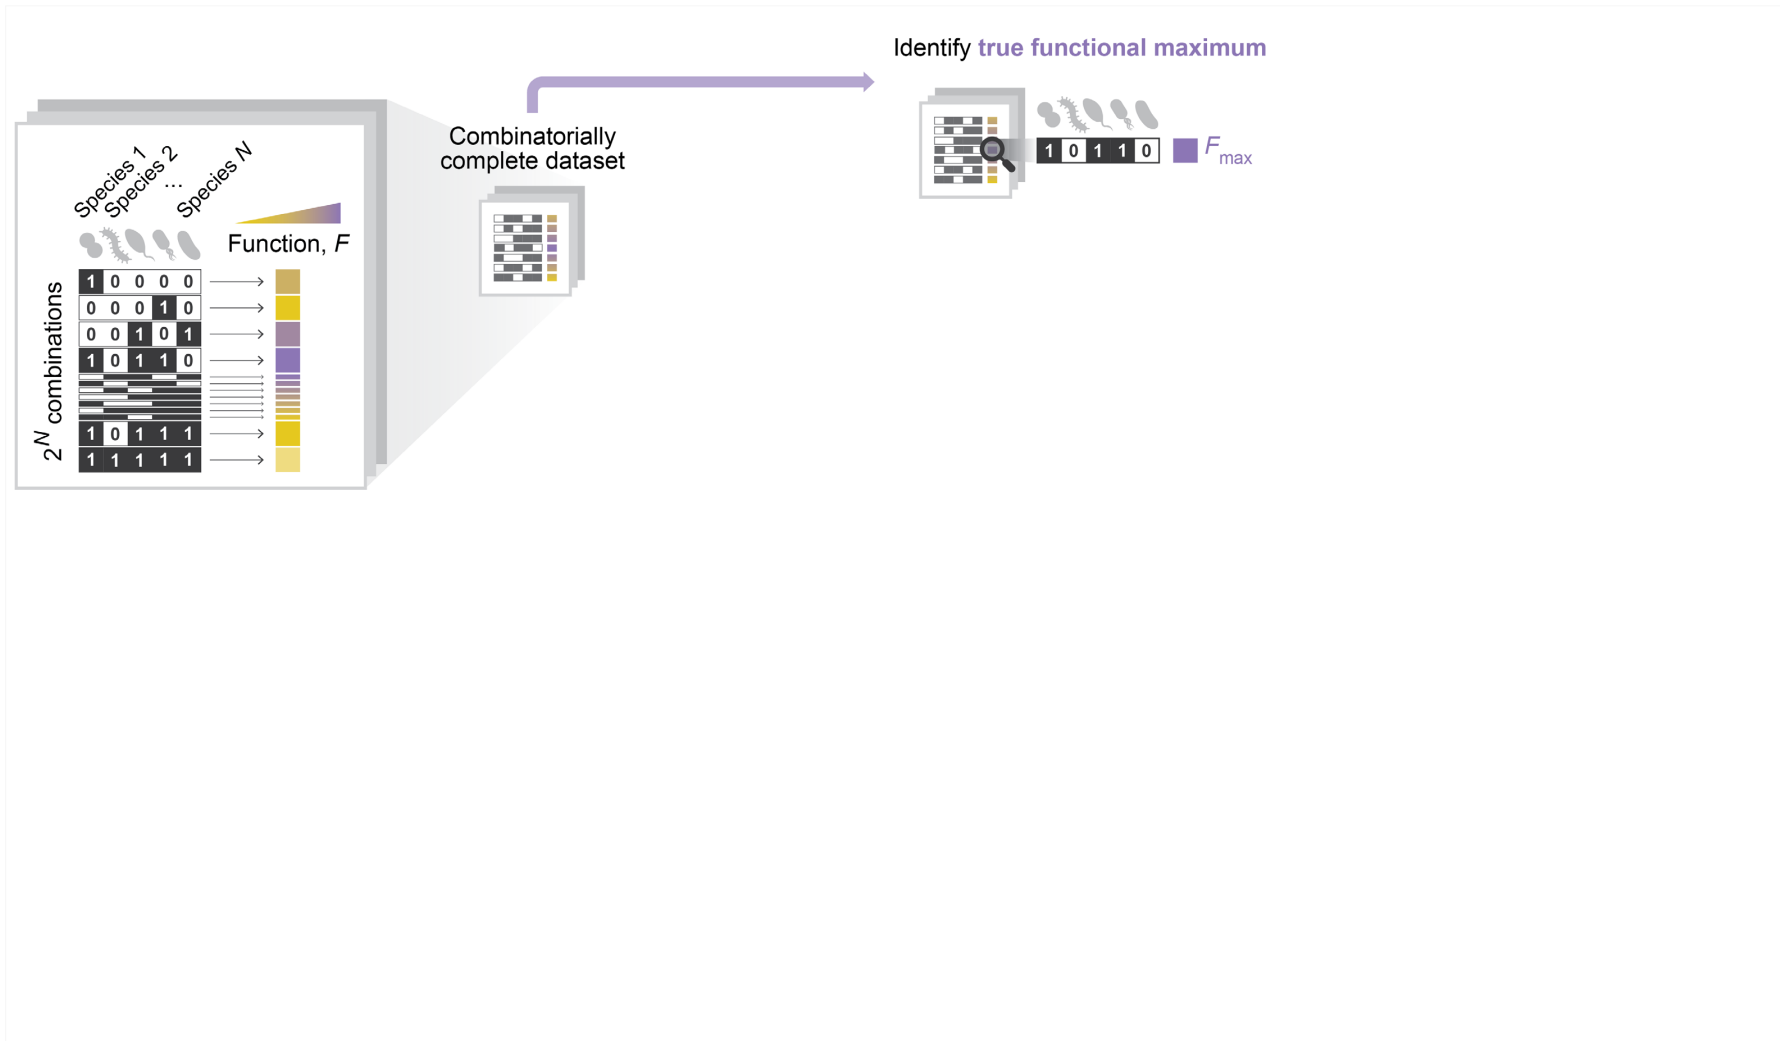 Identify true functional maximum
Combinatorially
complete dataset
1 0 1 1 0
Fmax
Species 1
Species 2
...
Species N
Function, F
2^N combinations
1 0 0 0 0
0 0 0 1 0
0 0 1 0 1
1 0 1 1 0
1 0 1 1 1
1 1 1 1 1